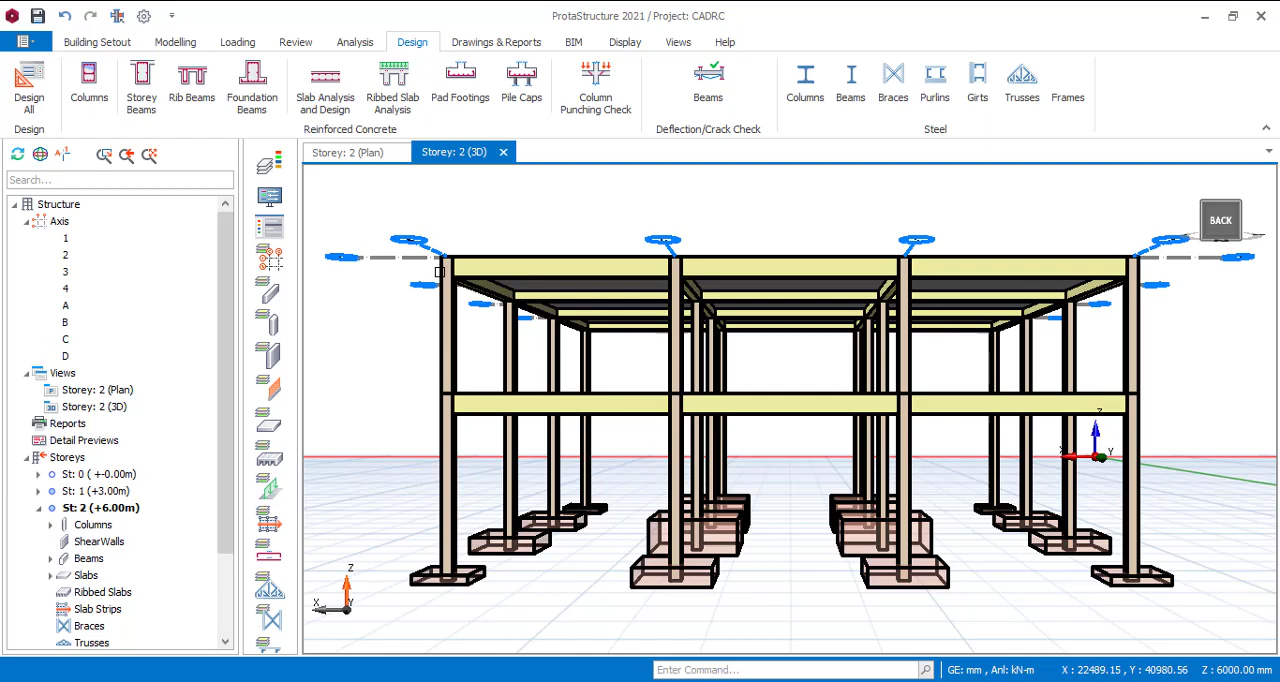 ProtaStructure 2021 / Project: CADRC
Building Setout
Modelling
Loading
Review
Analysis
Design
Drawings & Reports
BIM
Display
Views
Help
Design
All
Columns
Storey
Beams
Rib Beams
Foundation
Beams
Slab Analysis
and Design
Ribbed Slab
Analysis
Pad Footings
Pile Caps
Column
Punching Check
Beams
Columns
Beams
Braces
Purlins
Girts
Trusses
Frames
Design
Reinforced Concrete
Deflection/Crack Check
Steel
Search...
Storey: 2 (Plan)
Storey: 2 (3D)
Structure
Axis
1
2
3
4
A
B
C
D
Views
Storey: 2 (Plan)
Storey: 2 (3D)
Reports
Detail Previews
Storeys
St: 0 ( +-0.00m)
St: 1 (+3.00m)
St: 2 (+6.00m)
Columns
ShearWalls
Beams
Slabs
Ribbed Slabs
Slab Strips
Braces
Trusses
BACK
Z
X
Y
Z
X
Y
Enter Command...
GE: mm , Anl: kN-m
X : 22489.15 , Y : 40980.56
Z : 6000.00 mm